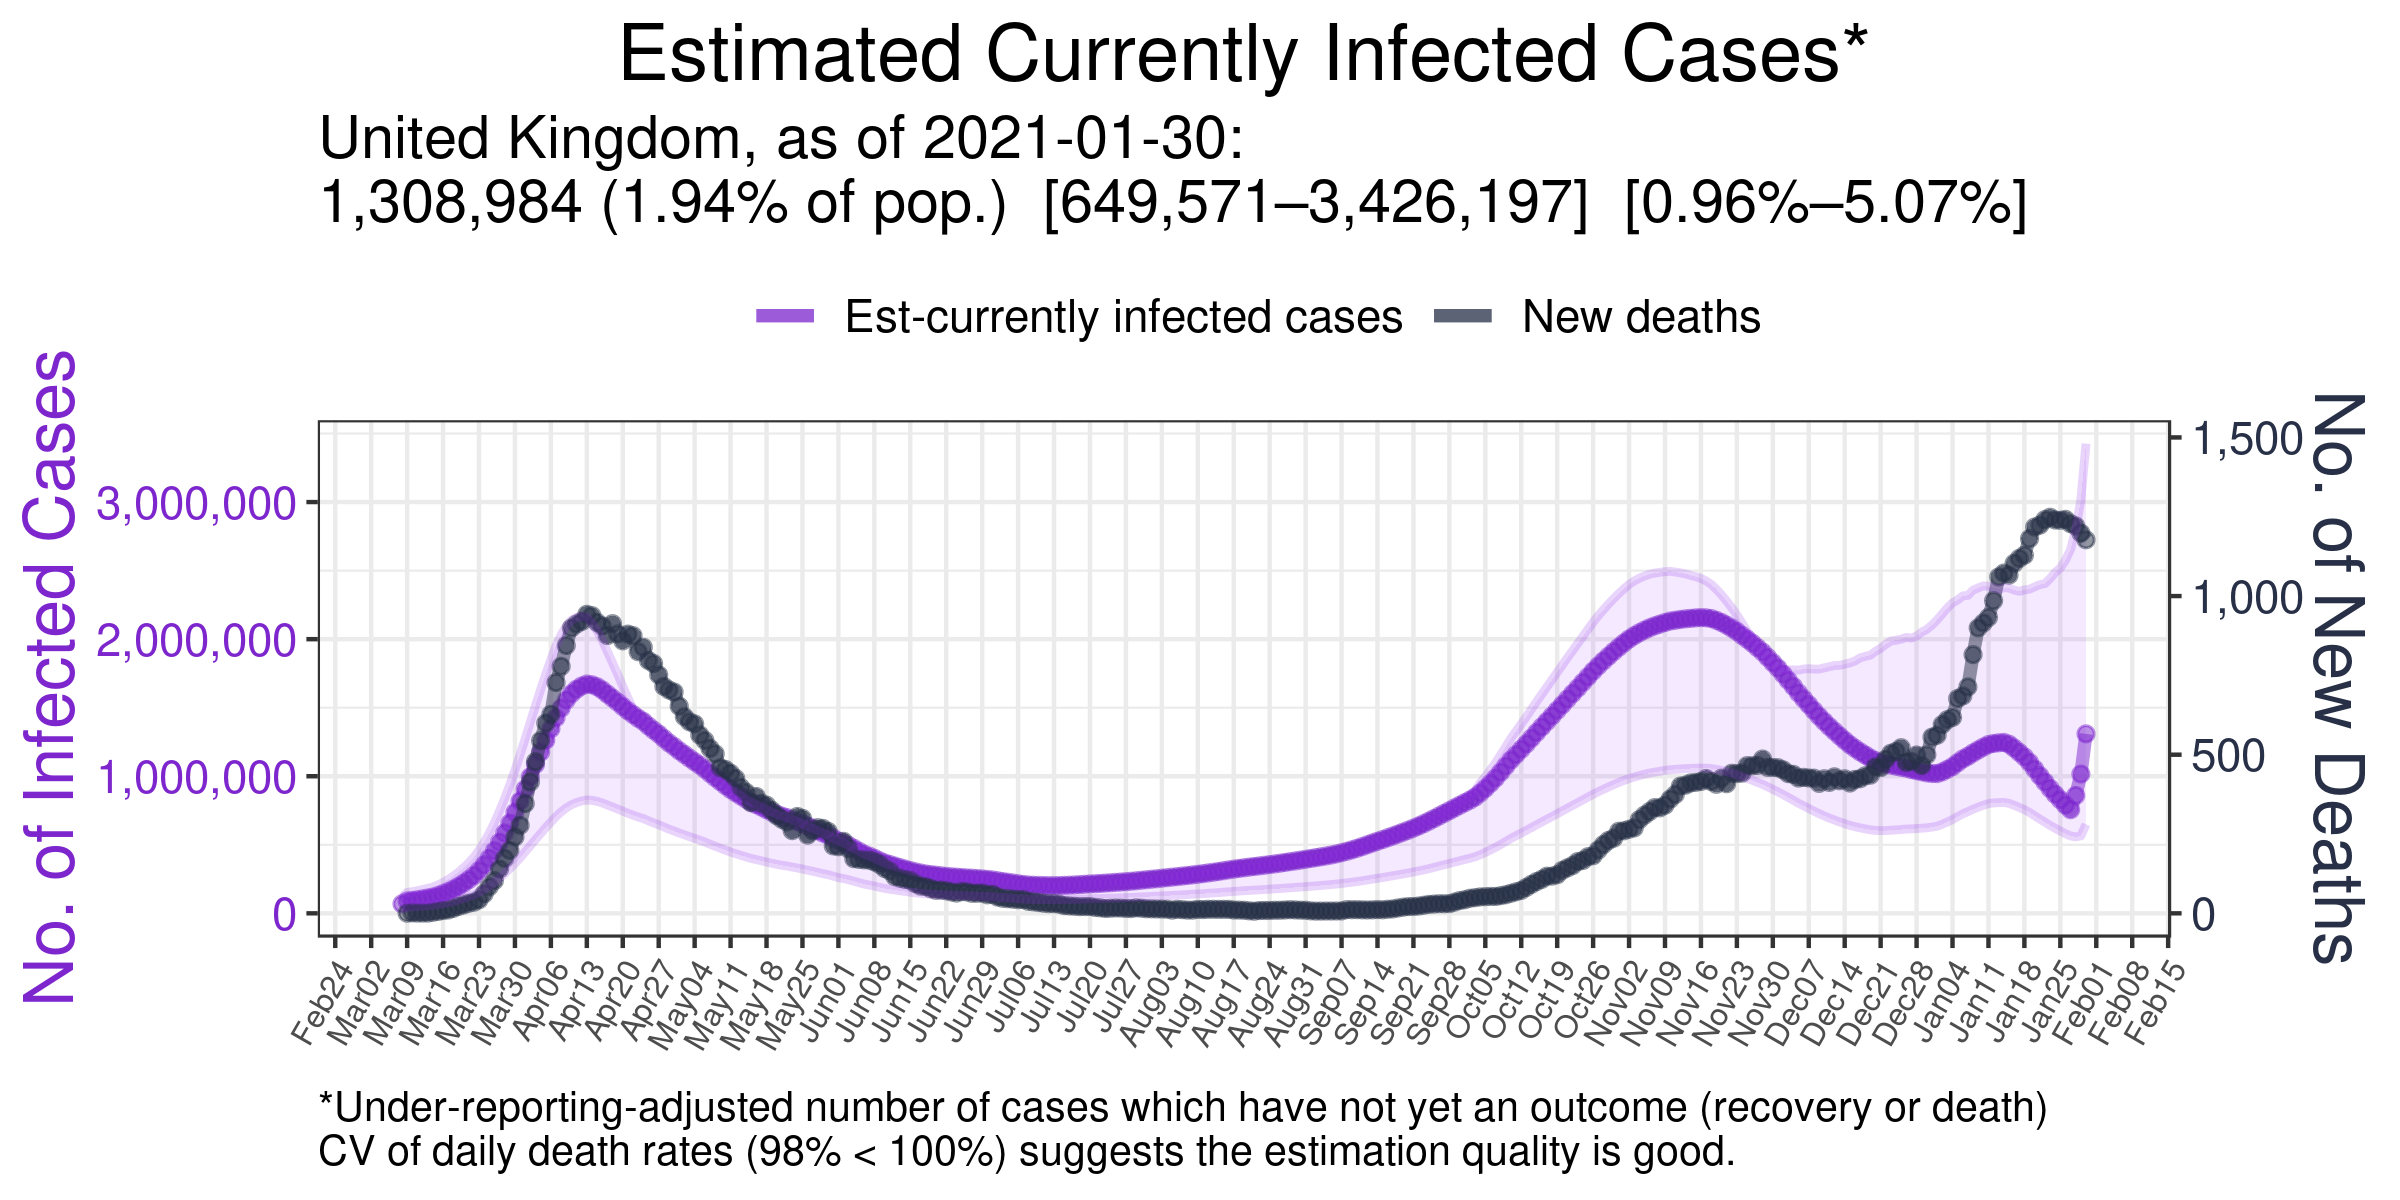 Estimated Currently Infected Cases*
United Kingdom, as of 2021-01-30:
1,308,984 (1.94% of pop.) [649,571–3,426,197] [0.96%–5.07%]
Est-currently infected cases New deaths
No. of Infected Cases
3,000,000
2,000,000
1,000,000
0
1,500
1,000
500
0
No. of New Deaths
Feb24 Mar02 Mar09 Mar16 Mar23 Mar30 Apr06 Apr13 Apr20 Apr27 May04 May11 May18 May25 Jun01 Jun08 Jun15 Jun22 Jun29 Jul06 Jul13 Jul20 Jul27 Aug03 Aug10 Aug17 Aug24 Aug31 Sep07 Sep14 Sep21 Sep28 Oct05 Oct12 Oct19 Oct26 Nov02 Nov09 Nov16 Nov23 Nov30 Dec07 Dec14 Dec21 Dec28 Jan04 Jan11 Jan18 Jan25 Feb01 Feb08 Feb15
*Under-reporting-adjusted number of cases which have not yet an outcome (recovery or death)
CV of daily death rates (98% < 100%) suggests the estimation quality is good.